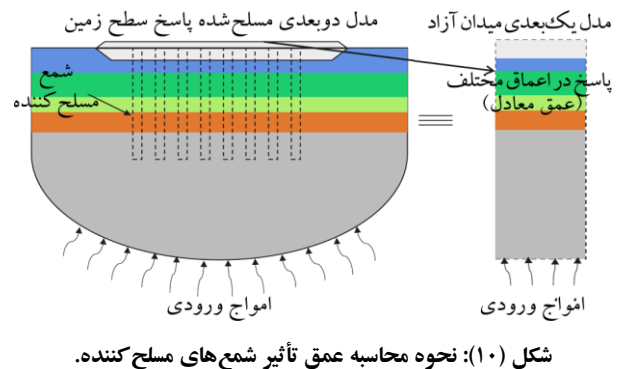 مدل دوبعدی مسلح‌شده پاسخ سطح زمین
مدل یک‌بعدی میدان آزاد
شمع
مسلح کننده
پاسخ در اعماق مختلف
(عمق معادل)
امواج ورودی
امواج ورودی
شکل (۱۰): نحوه محاسبه عمق تأثیر شمع‌های مسلح‌کننده.